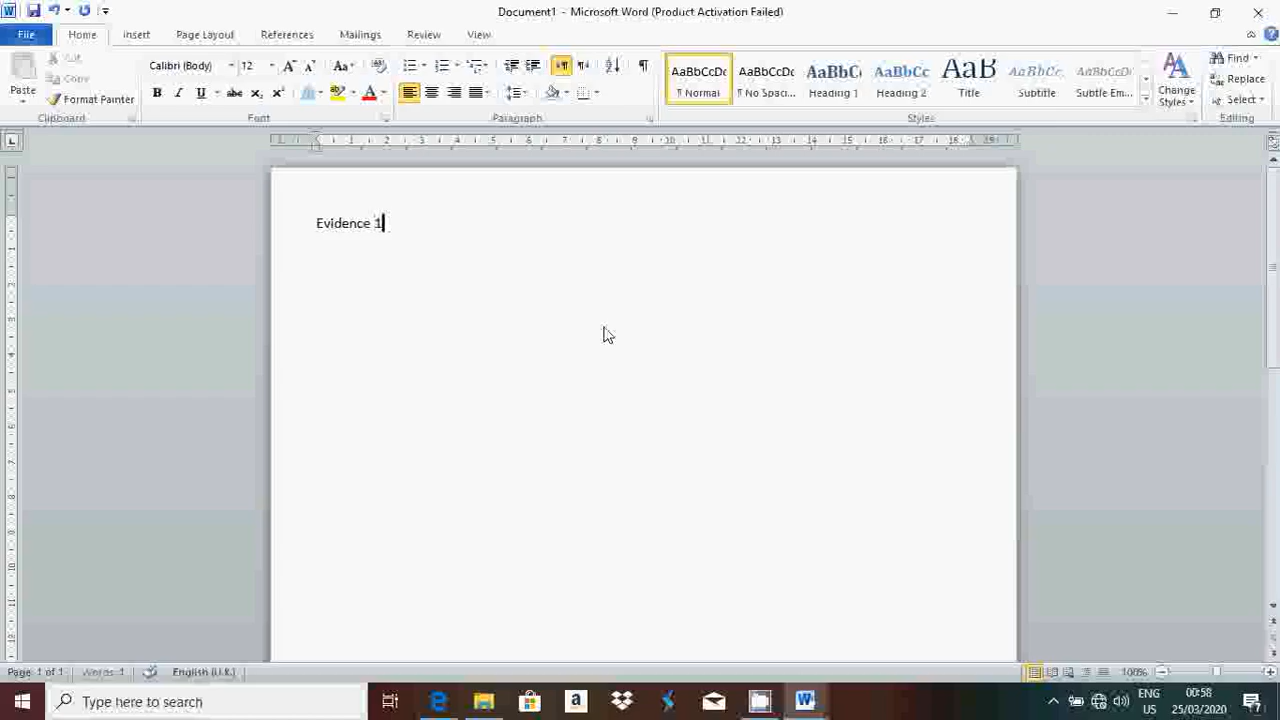 Document1 - Microsoft Word (Product Activation Failed)
File Home Insert Page Layout References Mailings Review View
Paste
Cut
Copy
Format Painter
Clipboard
Calibri (Body) 12
Font
Paragraph
AaBbCcDc AaBbCcDc AaBbC AaBbCc AaB AaBbCc. AaBbCcDc
¶ Normal ¶ No Spaci... Heading 1 Heading 2 Title Subtitle Subtle Em...
Change
Styles
Styles
Find
Replace
Select
Editing
Evidence 1
Page: 1 of 1 Words: 1 English (U.K.) 100%
Type here to search
ENG
US
00:58
25/03/2020